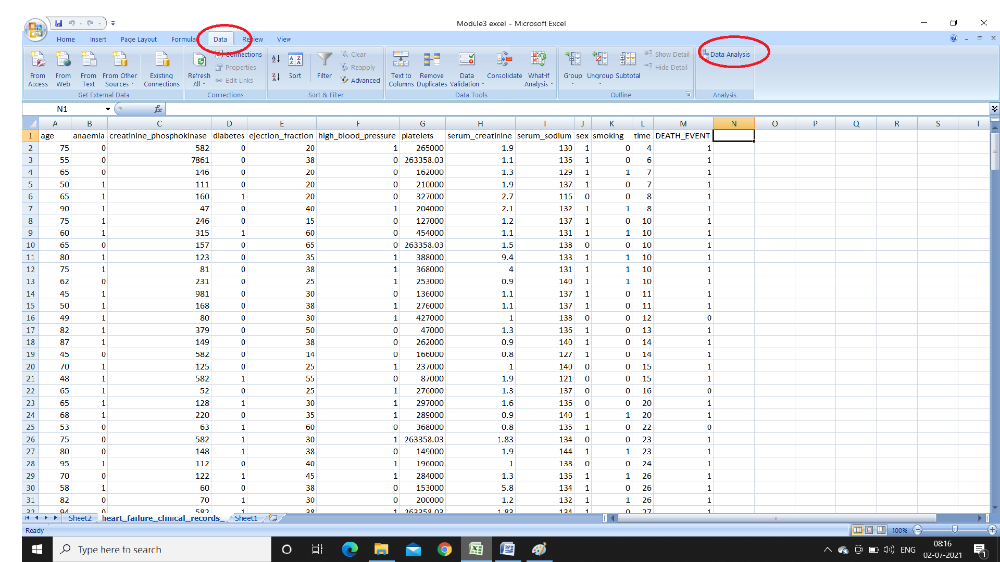 Module3 excel - Microsoft Excel
Home Insert Page Layout Formulas Data Review View
From Access From Web From Text From Other Sources Existing Connections Refresh All Connections Properties Edit Links Sort Filter Clear Reapply Advanced Text to Columns Remove Duplicates Data Validation Consolidate What-If Analysis Group Ungroup Subtotal Show Detail Hide Detail Data Analysis
Get External Data Connections Sort & Filter Data Tools Outline Analysis
N1 fx
A B C D E F G H I J K L M N O P Q R S T
1 age anaemia creatinine_phosphokinase diabetes ejection_fraction high_blood_pressure platelets serum_creatinine serum_sodium sex smoking time DEATH_EVENT
2 75 0 582 0 20 1 265000 1.9 130 1 0 4 1
3 55 0 7861 0 38 0 263358.03 1.1 136 1 0 6 1
4 65 0 146 0 20 0 162000 1.3 129 1 1 7 1
5 50 1 111 0 20 0 210000 1.9 137 1 0 7 1
6 65 1 160 1 20 0 327000 2.7 116 0 0 8 1
7 90 1 47 0 40 1 204000 2.1 132 1 1 8 1
8 75 1 246 0 15 0 127000 1.2 137 1 0 10 1
9 60 1 315 1 60 0 454000 1.1 131 1 1 10 1
10 65 0 157 0 65 0 263358.03 1.5 138 0 0 10 1
11 80 1 123 0 35 1 388000 9.4 133 1 1 10 1
12 75 1 81 0 38 1 368000 4 131 1 1 10 1
13 62 0 231 0 25 1 253000 0.9 140 1 1 10 1
14 45 1 981 0 30 0 136000 1.1 137 1 0 11 1
15 50 1 168 0 38 1 276000 1.1 137 1 0 11 1
16 49 1 80 0 30 1 427000 1 138 0 0 12 0
17 82 1 379 0 50 0 47000 1.3 136 1 0 13 1
18 87 1 149 0 38 0 262000 0.9 140 1 0 14 1
19 45 0 582 0 14 0 166000 0.8 127 1 0 14 1
20 70 1 125 0 25 1 237000 1 140 0 0 15 1
21 48 1 582 1 55 0 87000 1.9 121 0 0 15 1
22 65 1 52 0 25 1 276000 1.3 137 0 0 16 0
23 65 1 128 1 30 1 297000 1.6 136 0 0 20 1
24 68 1 220 0 35 1 289000 0.9 140 1 1 20 1
25 53 0 63 1 60 0 368000 0.8 135 1 0 22 0
26 75 0 582 1 30 1 263358.03 1.83 134 0 0 23 1
27 80 0 148 1 38 0 149000 1.9 144 1 1 23 1
28 95 1 112 0 40 1 196000 1 138 0 0 24 1
29 70 0 122 1 45 1 284000 1.3 136 1 1 26 1
30 58 1 60 0 38 0 153000 5.8 134 1 0 26 1
31 82 0 70 1 30 0 200000 1.2 132 1 1 26 1
32 94 0 582 1 38 1 263358.03 1.83 134 1 0 27 1
Sheet2 heart_failure_clinical_records_ Sheet1
Ready 100%
Type here to search ENG 08:16
02-07-2021 1